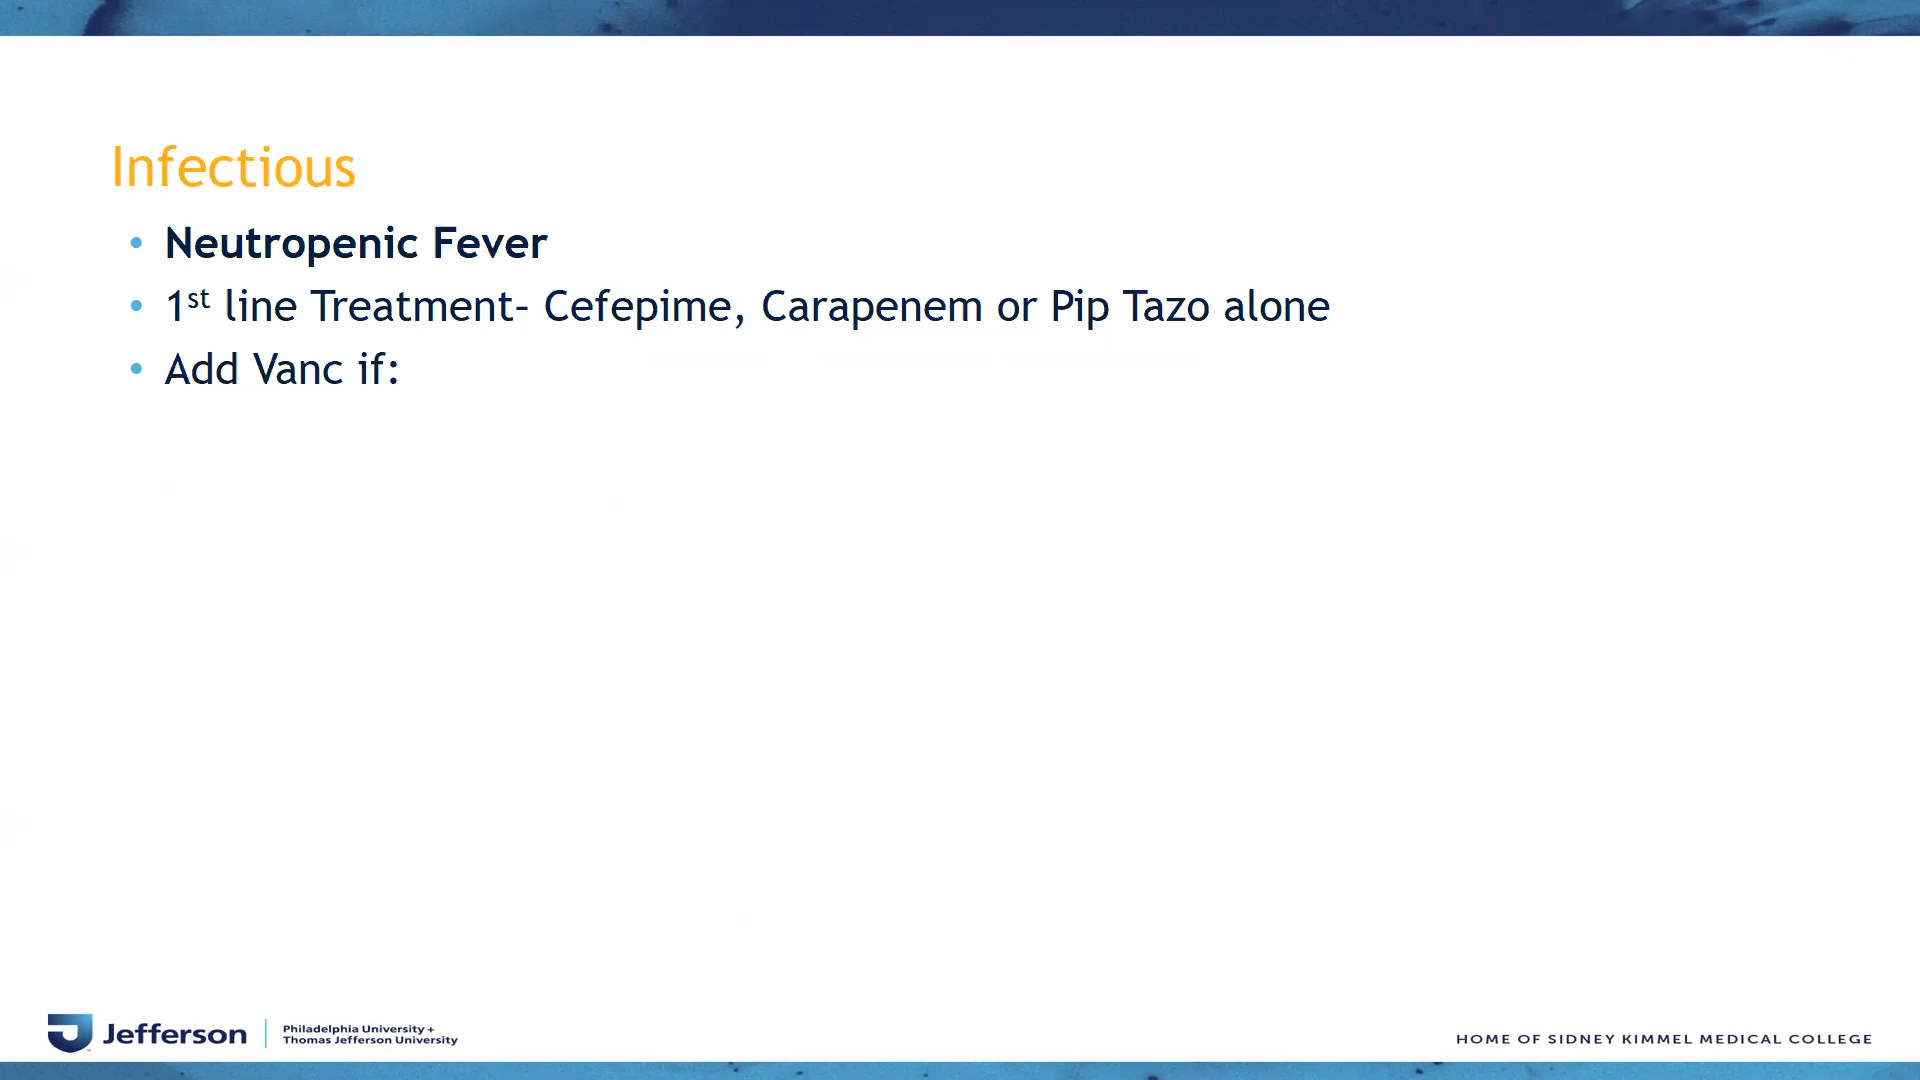 Infectious
• Neutropenic Fever
• 1st line Treatment– Cefepime, Carapenem or Pip Tazo alone
• Add Vanc if:
Jefferson
Philadelphia University +
Thomas Jefferson University
HOME OF SIDNEY KIMMEL MEDICAL COLLEGE